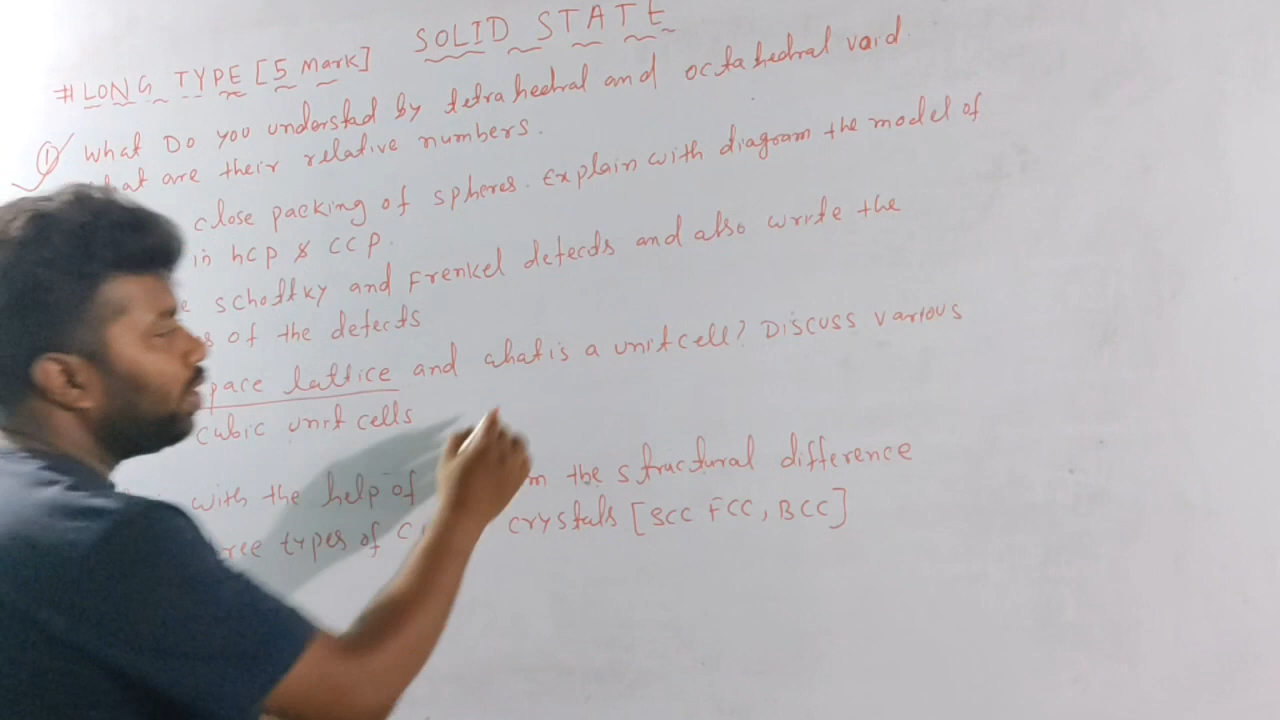 SOLID STATE
# LONG TYPE [5 Mark]
① What Do you understad by tetrahedral and octahedral void.
what are their relative numbers.
close packing of spheres. Explain with diagram the model of
in hcp & CCP.
schottky and Frenkel defects and also write the
of the defects
pace lattice and what is a unit cell? Discuss various
cubic unit cells
with the help of the structural difference
types of crystals [SCC FCC, BCC]